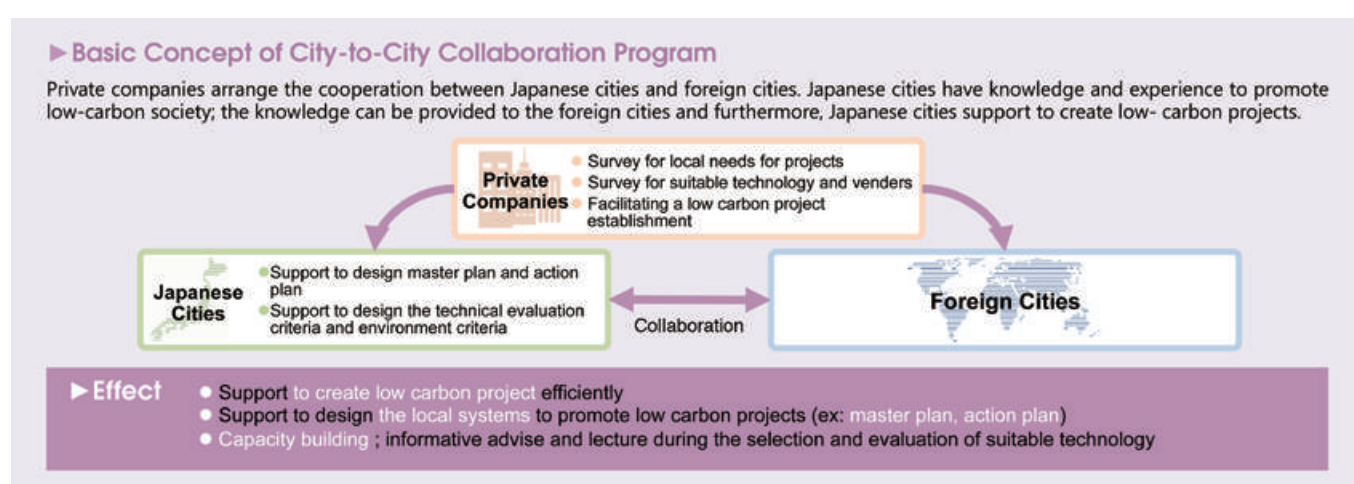 ▶Basic Concept of City-to-City Collaboration Program
Private companies arrange the cooperation between Japanese cities and foreign cities. Japanese cities have knowledge and experience to promote
low-carbon society; the knowledge can be provided to the foreign cities and furthermore, Japanese cities support to create low- carbon projects.
Private
Companies
● Survey for local needs for projects
● Survey for suitable technology and venders
● Facilitating a low carbon project
establishment
Japanese
Cities
●Support to design master plan and action
plan
●Support to design the technical evaluation
criteria and environment criteria
Collaboration
Foreign Cities
▶Effect
● Support to create low carbon project efficiently
● Support to design the local systems to promote low carbon projects (ex: master plan, action plan)
● Capacity building ; informative advise and lecture during the selection and evaluation of suitable technology